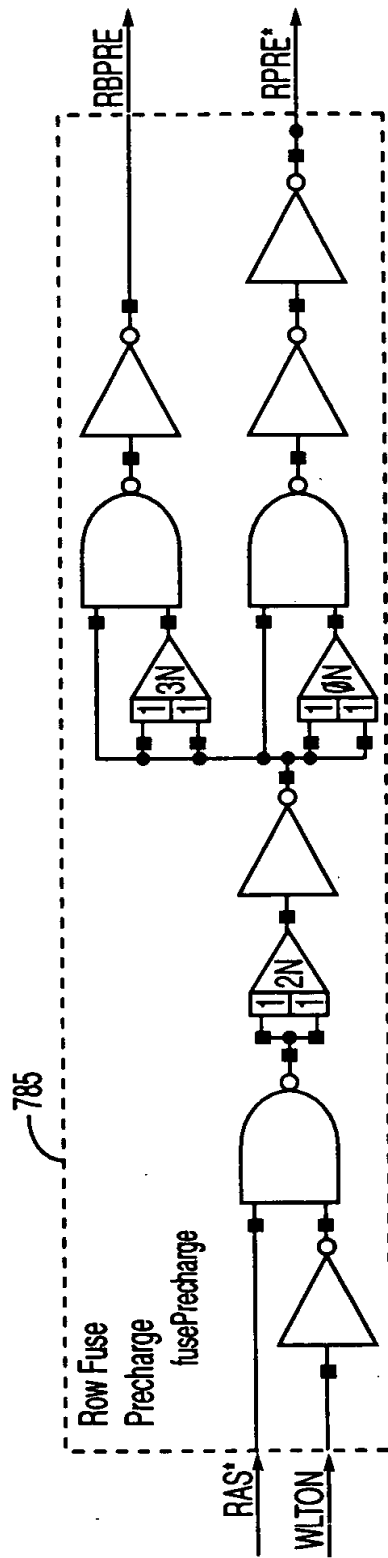 785
Row Fuse
Precharge
fusePrecharge
RAS*
WLTON
1
1
2N
1
1
3N
1
1
ØN
RBPRE
RPRE*